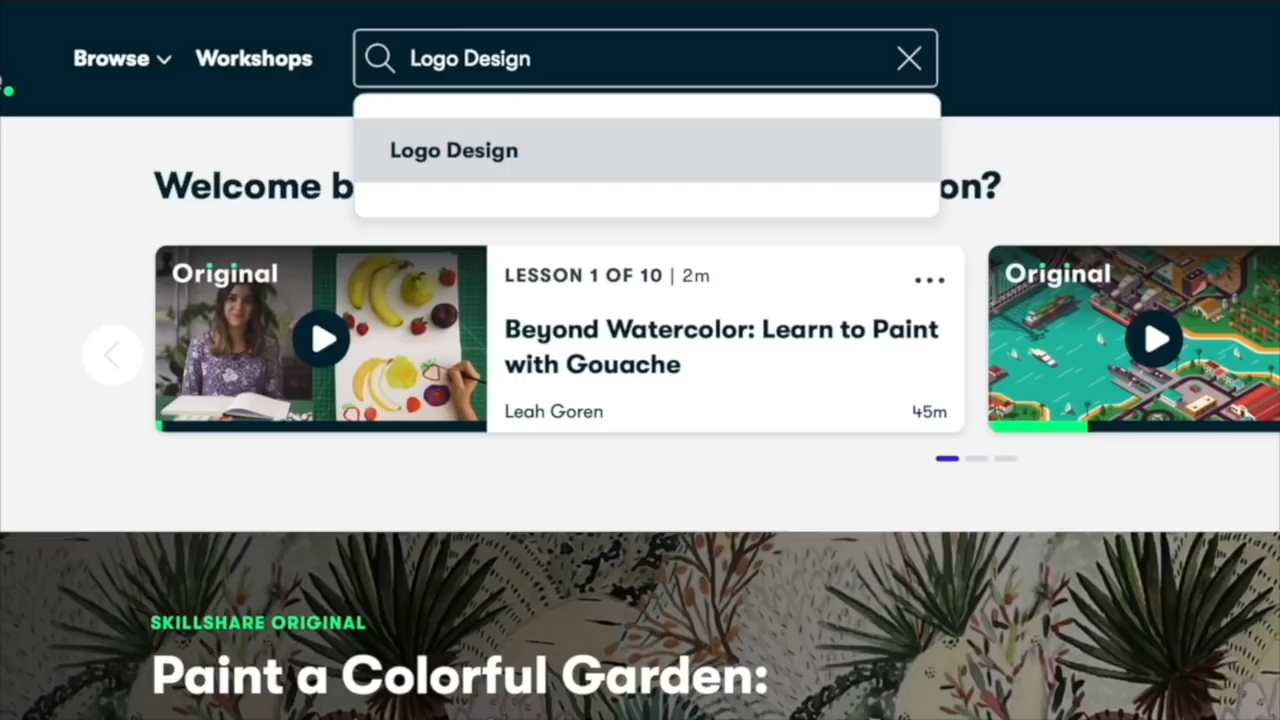 Browse Workshops Logo Design
Logo Design
Welcome b on?
Original
LESSON 1 OF 10 | 2m
Beyond Watercolor: Learn to Paint
with Gouache
Leah Goren 45m
Original
SKILLSHARE ORIGINAL
Paint a Colorful Garden: